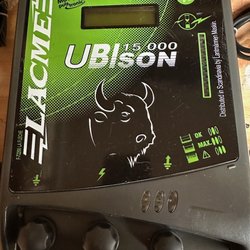 LACME
UBISON
15 000
Distributed in Scandinavia by Lantmännen Maskin.
OK
MAX.